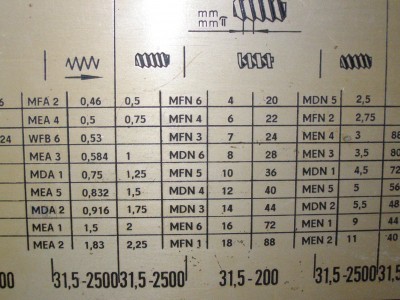 mm
mm π
6 MFA 2 0,46 0,5 MFN 6 4 20 MDN 5 2,5
MEA 4 0,5 0,75 MFN 4 6 22 MFN 2 2,75
24 WFB 6 0,53 MFN 3 7 24 MEN 4 3 88
MEA 3 0,584 1 MDN 6 8 28 MEN 3 3,5 80
MDA 1 0,75 1,25 MFN 5 10 36 MDN 1 4,5 72
MEA 5 0,832 1,5 MDN 4 12 40 MEN 5 5 56
MDA 2 0,916 1,75 MDN 3 14 44 MDN 2 5,5 48
MEA 1 1,5 2 MEN 6 16 72 MEN 1 9 44
MEA 2 1,83 2,25 MFN 1 18 88 MEN 2 11 40
00 31,5-2500 31,5-2500 31,5-200 31,5-2500 31,5